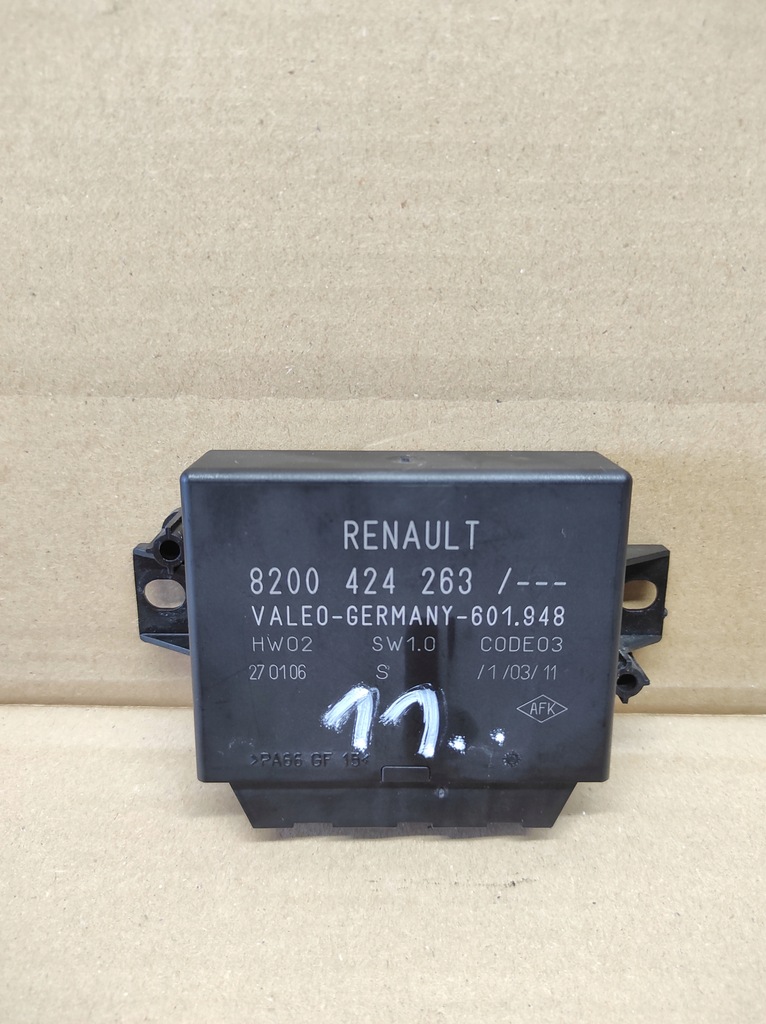 RENAULT
8200 424 263 /---
VALEO-GERMANY-601.948
HW02 SW1.0 CODE03
270106 S /1/03/11
AFK
11..
>PA66 GF 15<